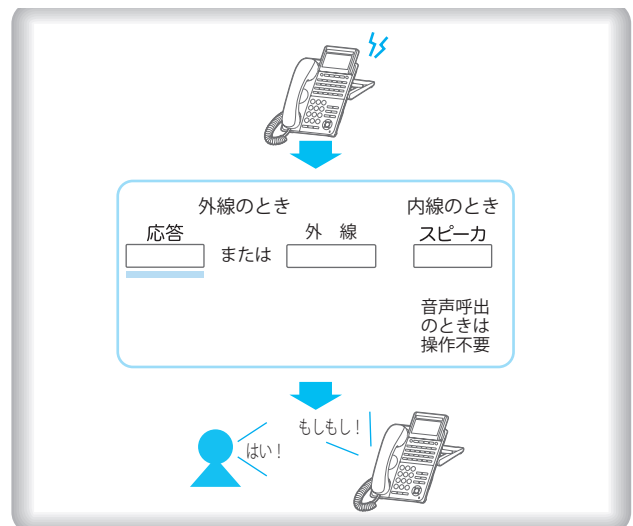 外線のとき
内線のとき
応答
または
外　線
スピーカ
音声呼出
のときは
操作不要
もしもし！
はい！